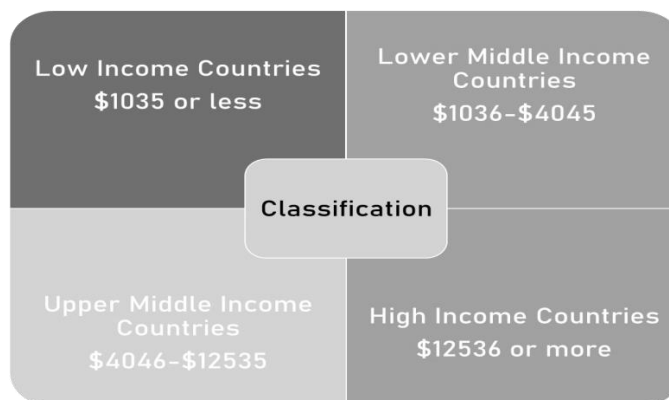 Low Income Countries
$1035 or less
Lower Middle Income
Countries
$1036-$4045
Classification
Upper Middle Income
Countries
$4046-$12535
High Income Countries
$12536 or more